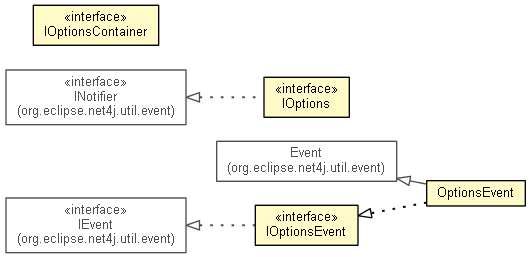 «interface»
IOptionsContainer
«interface»
INotifier
(org.eclipse.net4j.util.event)
«interface»
IOptions
Event
(org.eclipse.net4j.util.event)
OptionsEvent
«interface»
IEvent
(org.eclipse.net4j.util.event)
«interface»
IOptionsEvent